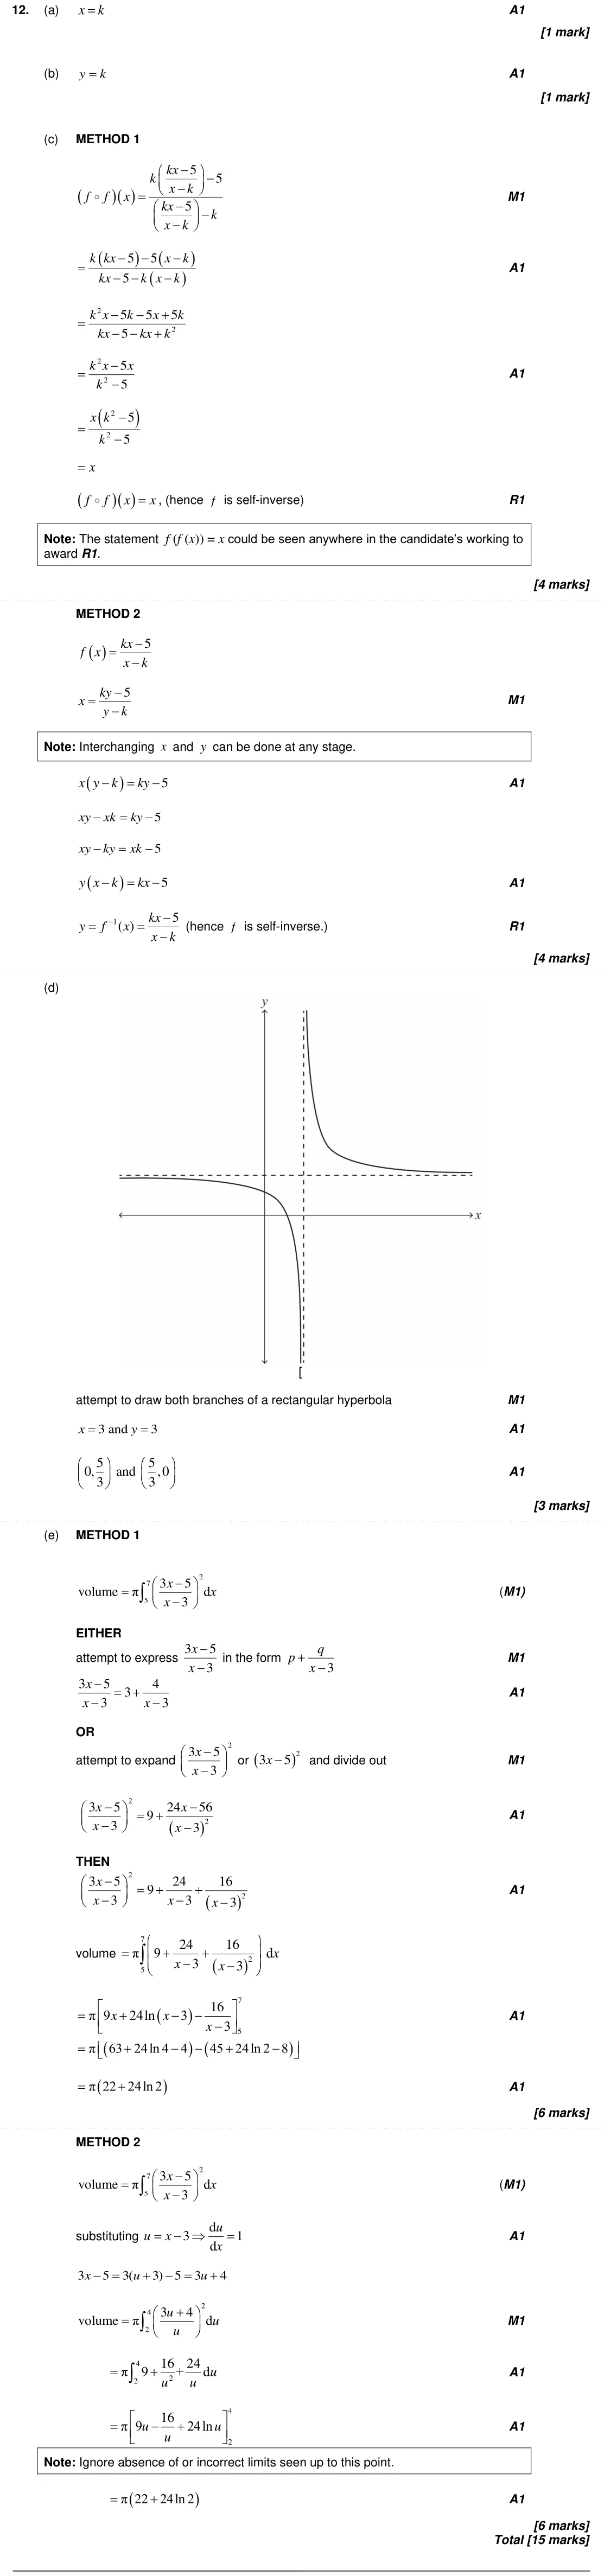 12. (a) x = k A1
[1 mark]
(b) y = k A1
[1 mark]
(c) METHOD 1
(f ∘ f)(x) = (k((kx−5)/(x−k))−5)/(((kx−5)/(x−k))−k) M1
= (k(kx−5)−5(x−k))/(kx−5−k(x−k)) A1
= (k²x−5k−5x+5k)/(kx−5−kx+k²)
= (k²x−5x)/(k²−5) A1
= (x(k²−5))/(k²−5)
= x
(f ∘ f)(x) = x, (hence f is self-inverse) R1
Note: The statement f(f(x)) = x could be seen anywhere in the candidate's working to
award R1.
[4 marks]
METHOD 2
f(x) = (kx−5)/(x−k)
x = (ky−5)/(y−k) M1
Note: Interchanging x and y can be done at any stage.
x(y−k) = ky−5 A1
xy−xk = ky−5
xy−ky = xk−5
y(x−k) = kx−5 A1
y = f⁻¹(x) = (kx−5)/(x−k) (hence f is self-inverse.) R1
[4 marks]
(d)
y
x
[
attempt to draw both branches of a rectangular hyperbola M1
x = 3 and y = 3 A1
(0, 5/3) and (5/3, 0) A1
[3 marks]
(e) METHOD 1
volume = π∫₅⁷((3x−5)/(x−3))² dx (M1)
EITHER
attempt to express (3x−5)/(x−3) in the form p + q/(x−3) M1
(3x−5)/(x−3) = 3 + 4/(x−3) A1
OR
attempt to expand ((3x−5)/(x−3))² or (3x−5)² and divide out M1
((3x−5)/(x−3))² = 9 + (24x−56)/(x−3)² A1
THEN
((3x−5)/(x−3))² = 9 + 24/(x−3) + 16/(x−3)² A1
volume = π∫₅⁷(9 + 24/(x−3) + 16/(x−3)²) dx
= π[9x + 24ln(x−3) − 16/(x−3)]₅⁷ A1
= π⌊(63+24ln4−4)−(45+24ln2−8)⌋
= π(22+24ln2) A1
[6 marks]
METHOD 2
volume = π∫₅⁷((3x−5)/(x−3))² dx (M1)
substituting u = x−3 ⇒ du/dx = 1 A1
3x−5 = 3(u+3)−5 = 3u+4
volume = π∫₂⁴((3u+4)/u)² du M1
= π∫₂⁴ 9 + 16/u² + 24/u du A1
= π[9u − 16/u + 24ln u]₂⁴ A1
Note: Ignore absence of or incorrect limits seen up to this point.
= π(22+24ln2) A1
[6 marks]
Total [15 marks]